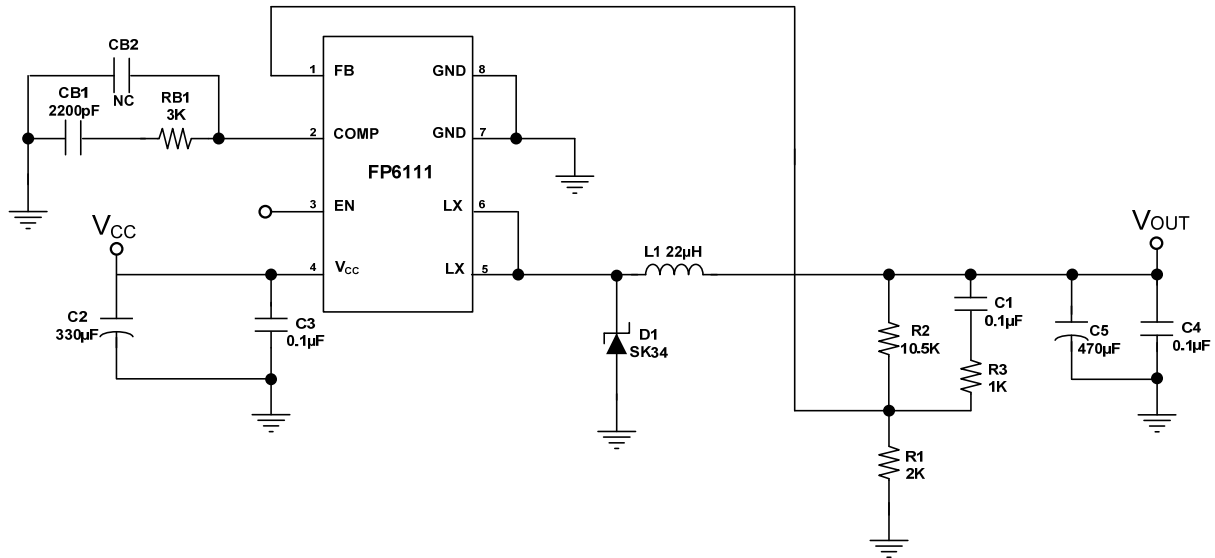 CB2
NC
CB1
2200pF
RB1
3K
1
FB
GND
8
2
COMP
GND
7
FP6111
3
EN
LX
6
4
VCC
LX
5
VCC
C2
330µF
C3
0.1µF
L1 22µH
D1
SK34
VOUT
R2
10.5K
C1
0.1µF
R3
1K
C5
470µF
C4
0.1µF
R1
2K